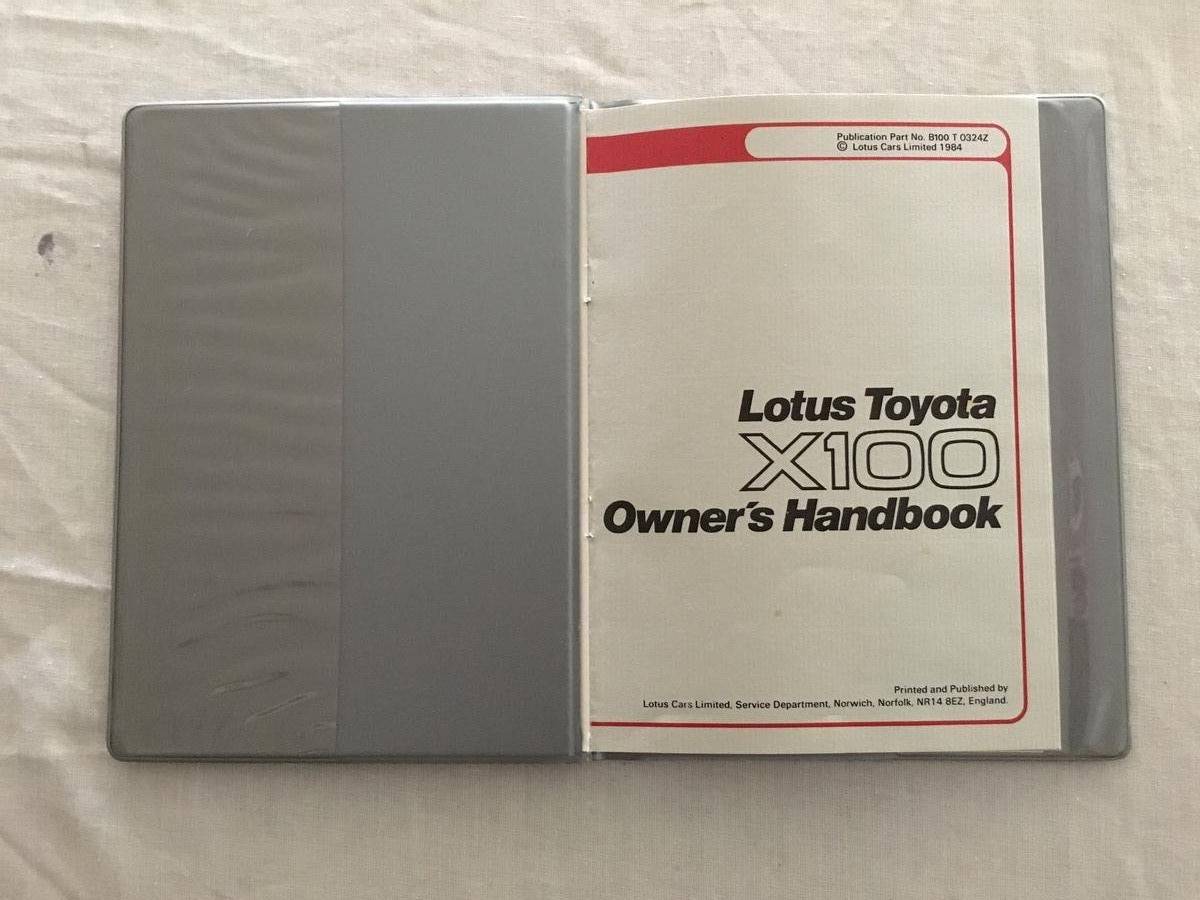 Publication Part No. B100 T 0324Z
© Lotus Cars Limited 1984
Lotus Toyota
X100
Owner's Handbook
Printed and Published by
Lotus Cars Limited, Service Department, Norwich, Norfolk, NR14 8EZ, England.